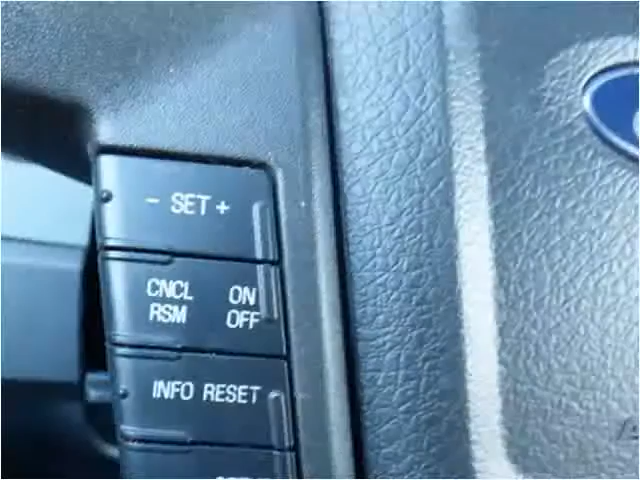 - SET +
CNCL ON
RSM OFF
INFO RESET